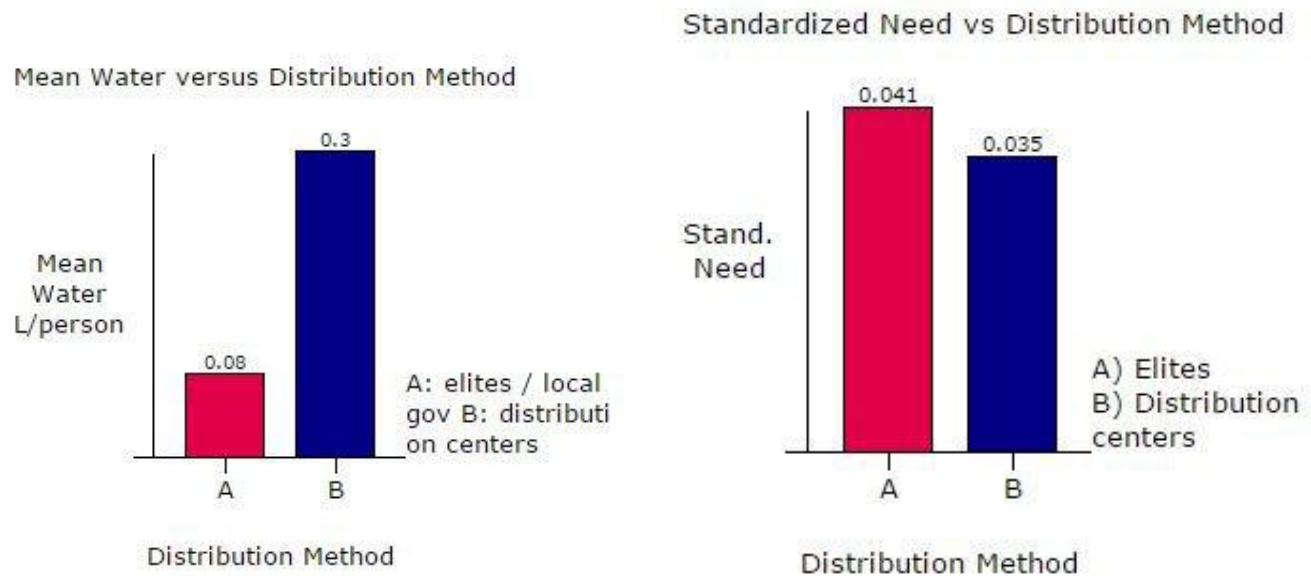 Mean Water versus Distribution Method
0.3
Mean
Water
L/person
0.08
A: elites / local
gov B: distributi
on centers
A
B
Distribution Method
Standardized Need vs Distribution Method
0.041
0.035
Stand.
Need
A) Elites
B) Distribution
centers
A
B
Distribution Method